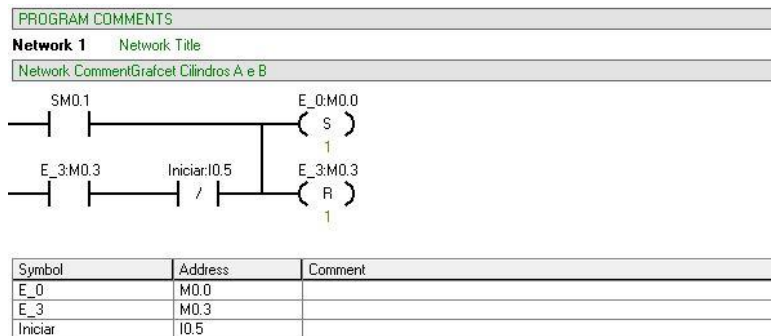 PROGRAM COMMENTS
Network 1 Network Title
Network CommentGrafcet Cilindros A e B
SM0.1 E_0:M0.0
S
1
E_3:M0.3 Iniciar:I0.5 E_3:M0.3
/ R
1
Symbol Address Comment
E_0 M0.0
E_3 M0.3
Iniciar I0.5